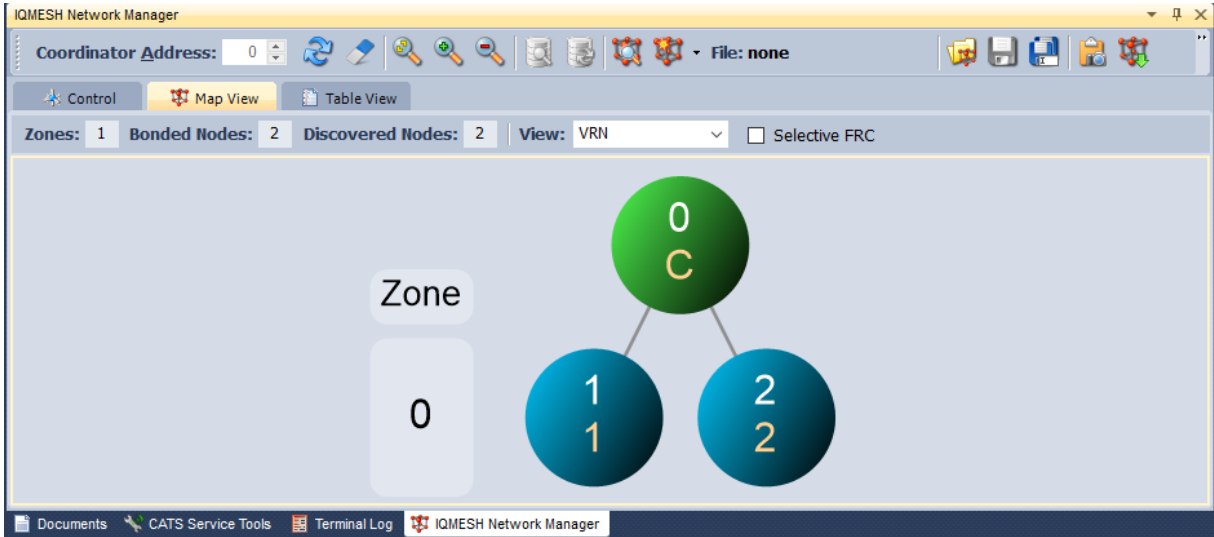 IQMESH Network Manager
Coordinator Address: 0 File: none
Control Map View Table View
Zones: 1 Bonded Nodes: 2 Discovered Nodes: 2 View: VRN Selective FRC
0
C
Zone
0
1
1
2
2
Documents CATS Service Tools Terminal Log IQMESH Network Manager